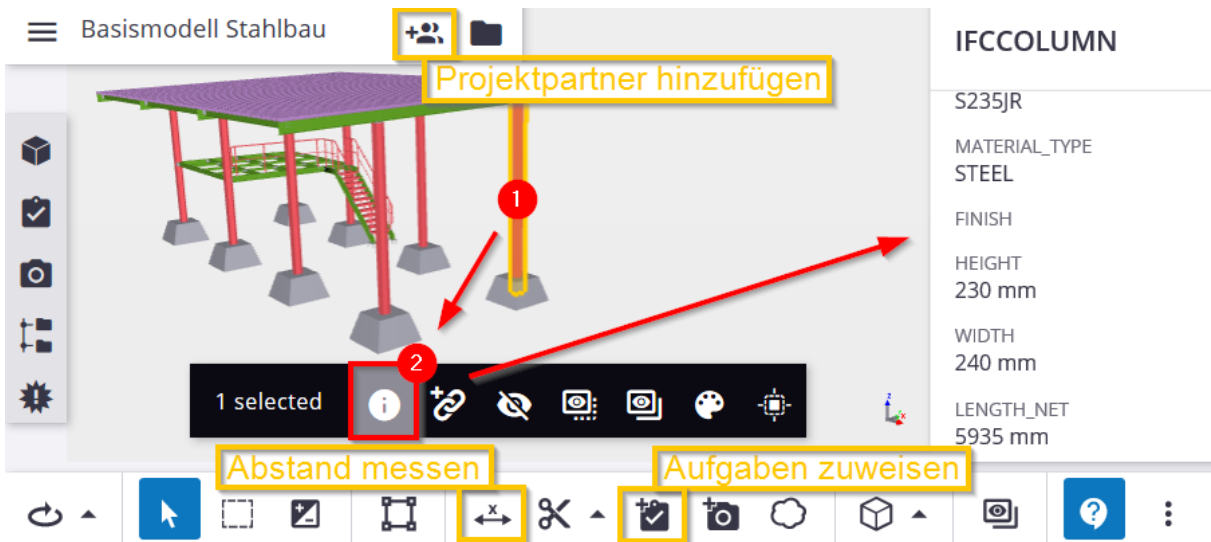 Basismodell Stahlbau
Projektpartner hinzufügen
IFCCOLUMN
S235JR
MATERIAL_TYPE
STEEL
FINISH
HEIGHT
230 mm
WIDTH
240 mm
LENGTH_NET
5935 mm
1
2
1 selected
z
x
Abstand messen
Aufgaben zuweisen
x